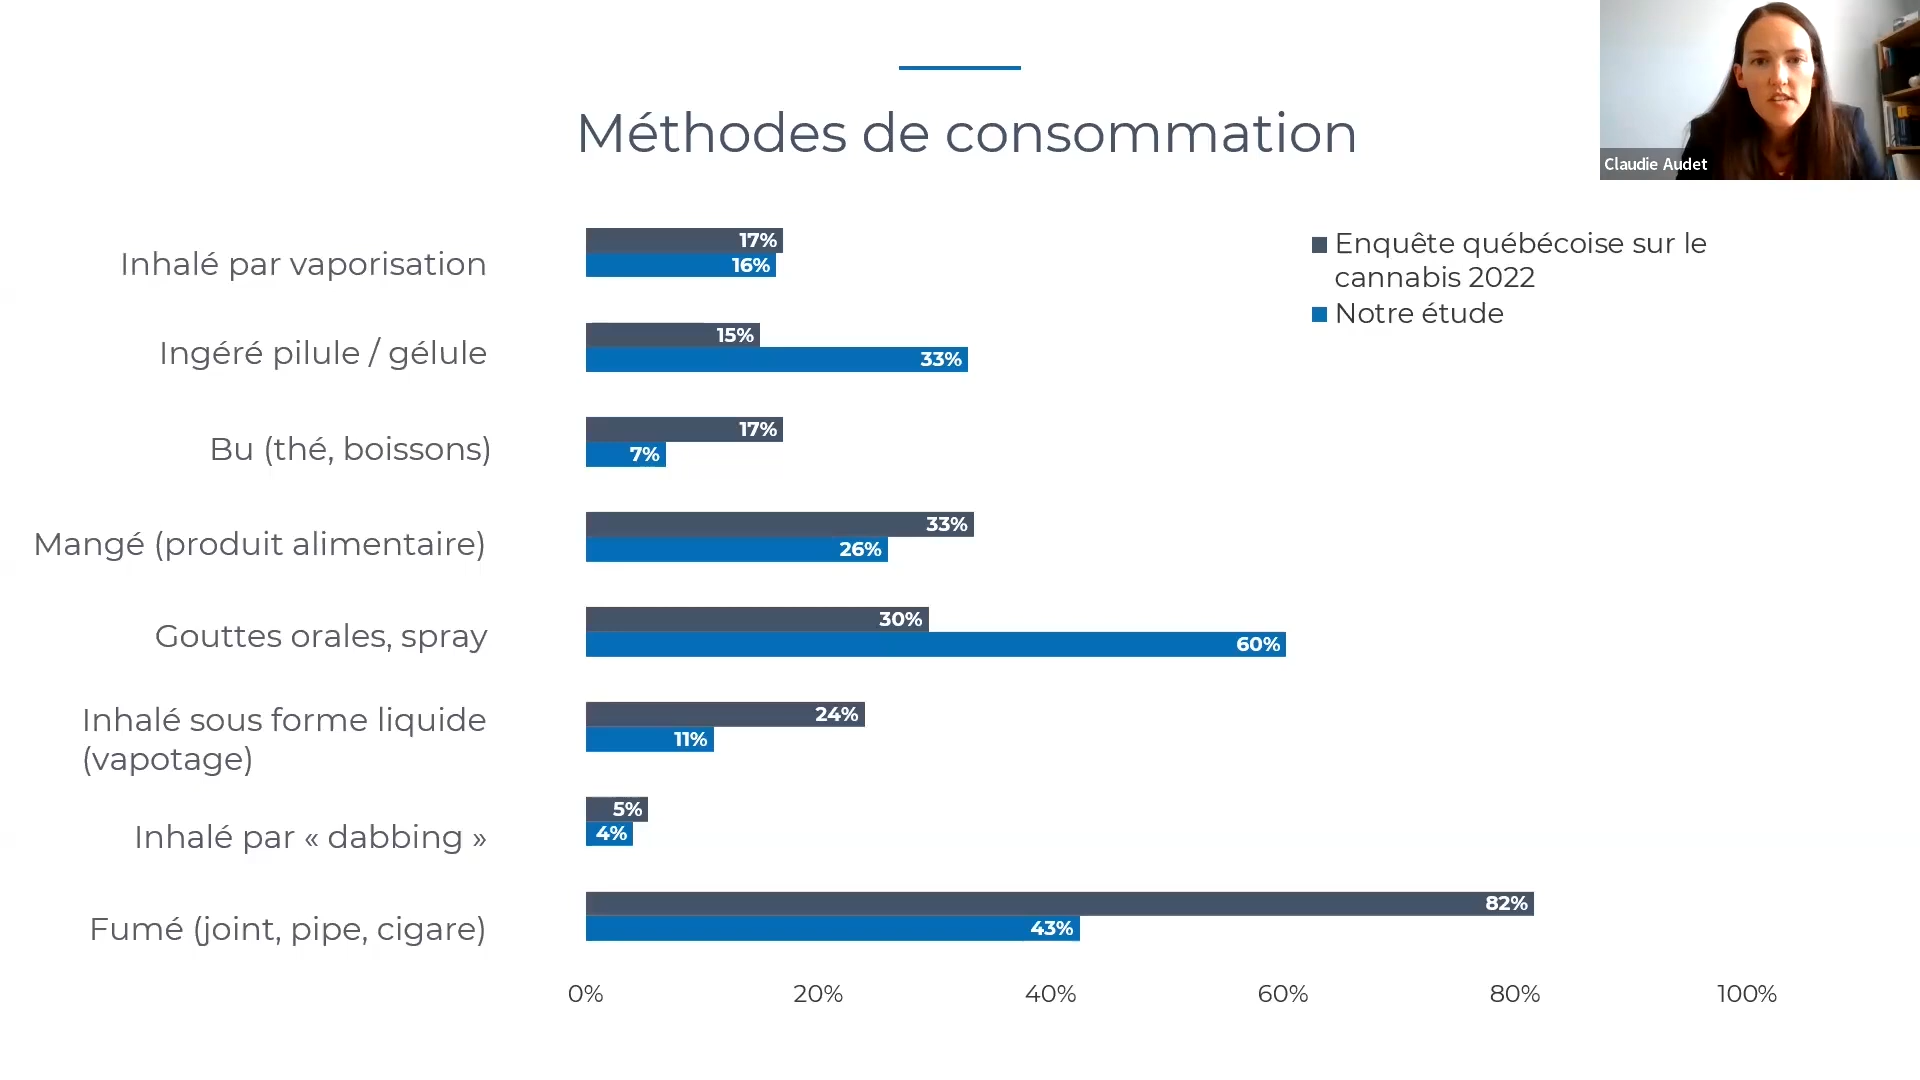 Méthodes de consommation
Claudie Audet
Enquête québécoise sur le
cannabis 2022
Notre étude
Inhalé par vaporisation
17%
16%
Ingéré pilule / gélule
15%
33%
Bu (thé, boissons)
17%
7%
Mangé (produit alimentaire)
33%
26%
Gouttes orales, spray
30%
60%
Inhalé sous forme liquide
(vapotage)
24%
11%
Inhalé par « dabbing »
5%
4%
Fumé (joint, pipe, cigare)
82%
43%
0% 20% 40% 60% 80% 100%